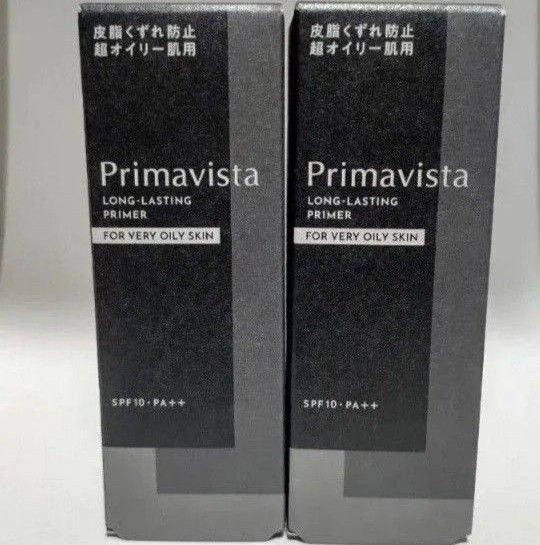 皮脂くずれ防止
超オイリー肌用
Primavista
LONG-LASTING
PRIMER
FOR VERY OILY SKIN
SPF10・PA++
皮脂くずれ防止
超オイリー肌用
Primavista
LONG-LASTING
PRIMER
FOR VERY OILY SKIN
SPF10・PA++